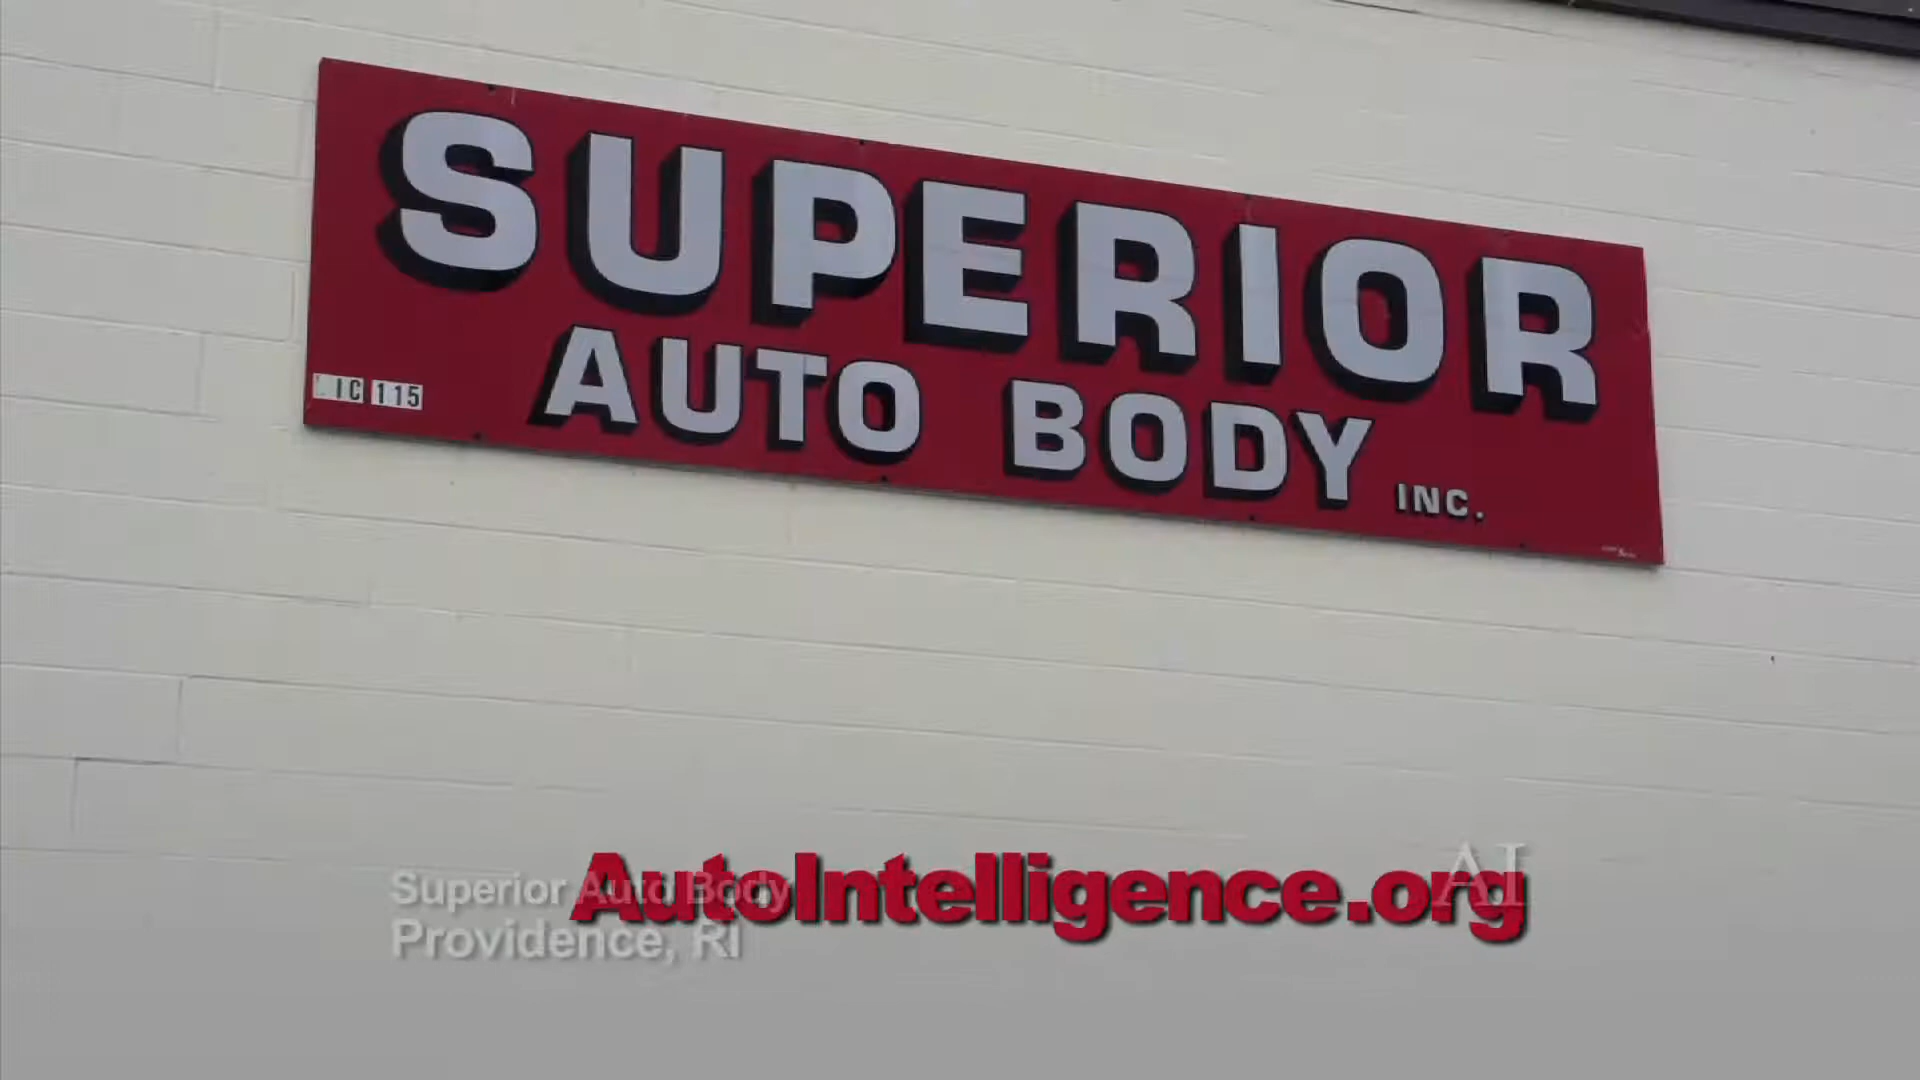 SUPERIOR
AUTO BODY INC.
IC 115
AutoIntelligence.org
AI
Superior Auto Body
Providence, RI